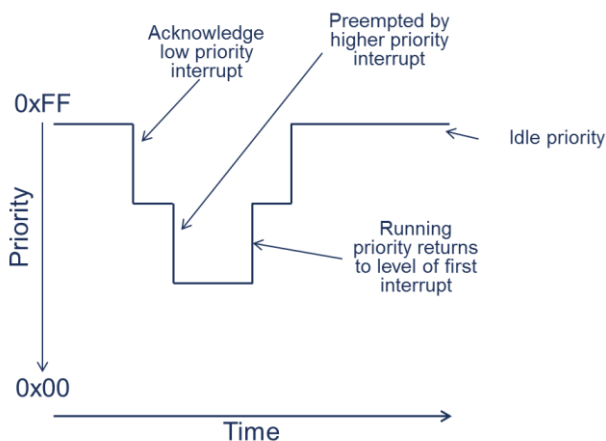 Acknowledge
low priority
interrupt
Preempted by
higher priority
interrupt
0xFF
Idle priority
Priority
Running
priority returns
to level of first
interrupt
0x00
Time